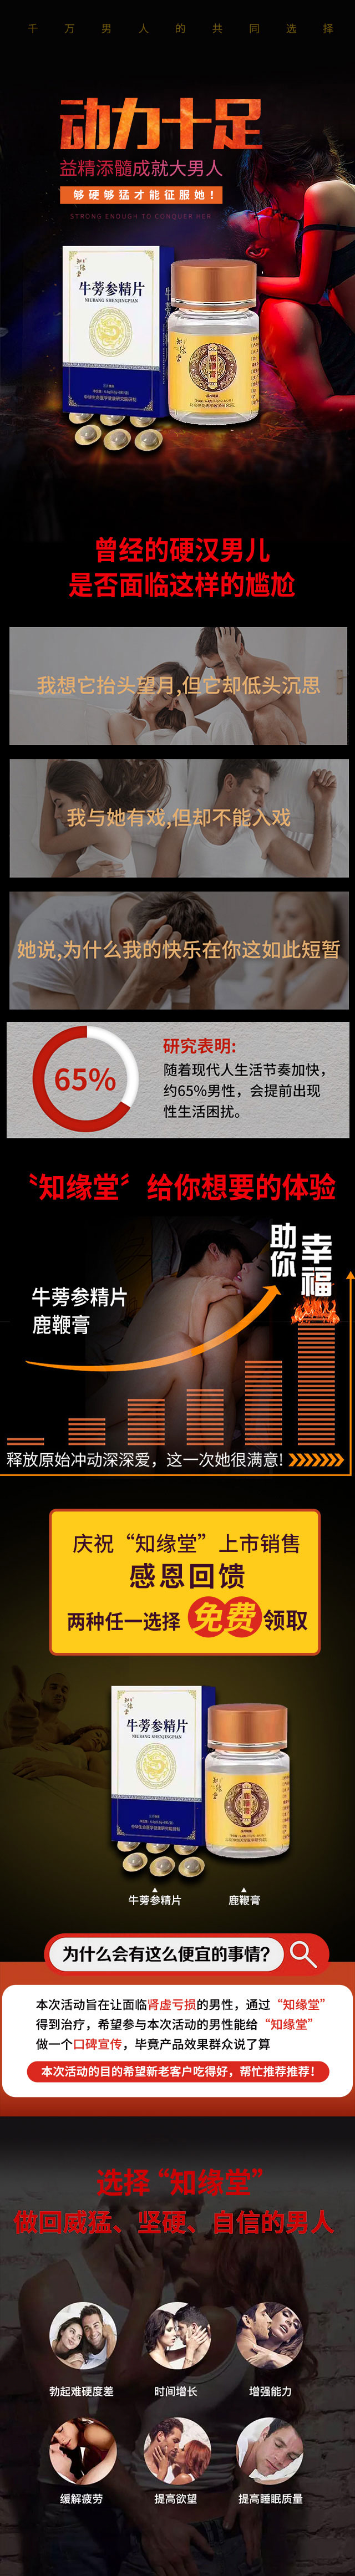 千万男人的共同选择
动力十足
益精添髓成就大男人
够硬够猛才能征服她!
STRONG ENOUGH TO CONQUER HER
知缘堂
牛蒡参精片
NIUBANG SHENJINGPIAN
知缘堂
鹿鞭膏
曾经的硬汉男儿
是否面临这样的尴尬
我想它抬头望月,但它却低头沉思
我与她有戏,但却不能入戏
她说,为什么我的快乐在你这如此短暂
65%
研究表明:
随着现代人生活节奏加快，
约65%男性，会提前出现
性生活困扰。
〝知缘堂〞给你想要的体验
助你
幸福
牛蒡参精片
鹿鞭膏
释放原始冲动深深爱，这一次她很满意!
庆祝“知缘堂”上市销售
感恩回馈
两种任一选择免费领取
知缘堂
牛蒡参精片
NIUBANG SHENJINGPIAN
知缘堂
鹿鞭膏
牛蒡参精片
鹿鞭膏
为什么会有这么便宜的事情？
本次活动旨在让面临肾虚亏损的男性，通过“知缘堂”
得到治疗，希望参与本次活动的男性能给“知缘堂”
做一个口碑宣传，毕竟产品效果群众说了算
本次活动的目的希望新老客户吃得好，帮忙推荐推荐！
选择“知缘堂”
做回威猛、坚硬、自信的男人
勃起难硬度差
时间增长
增强能力
缓解疲劳
提高欲望
提高睡眠质量